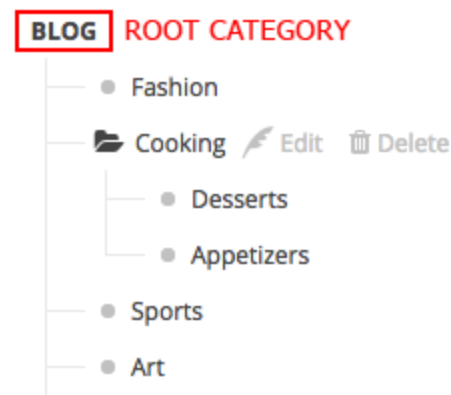 BLOG ROOT CATEGORY
Fashion
Cooking Edit Delete
Desserts
Appetizers
Sports
Art